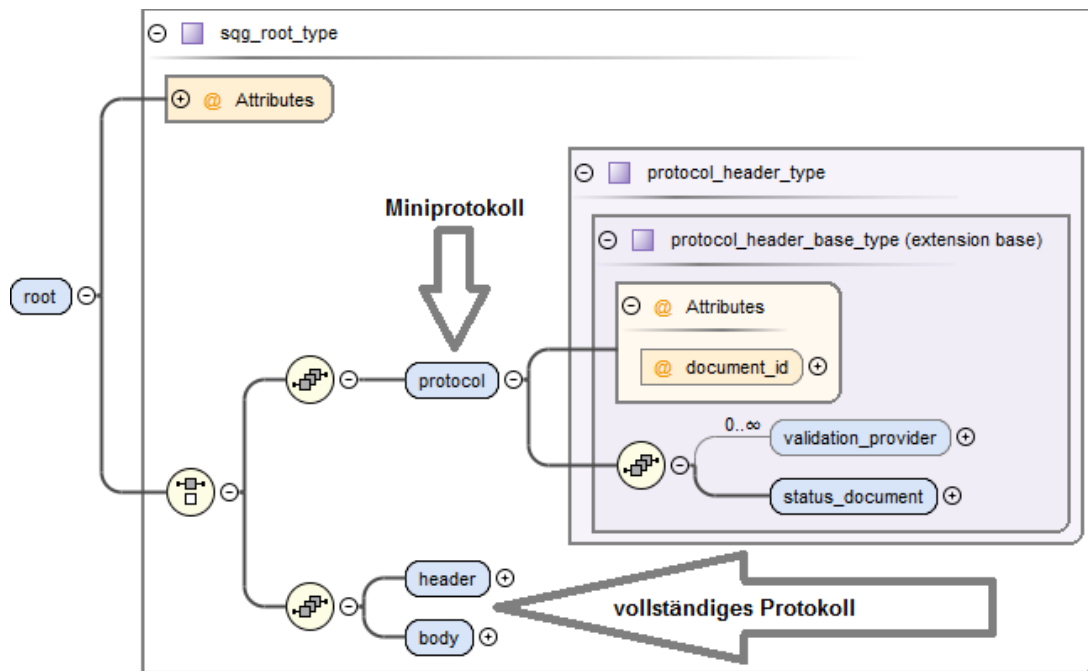 sqg_root_type
@ Attributes
protocol_header_type
Miniprotokoll
protocol_header_base_type (extension base)
root
@ Attributes
@ document_id
protocol
0..∞
validation_provider
status_document
header
vollständiges Protokoll
body